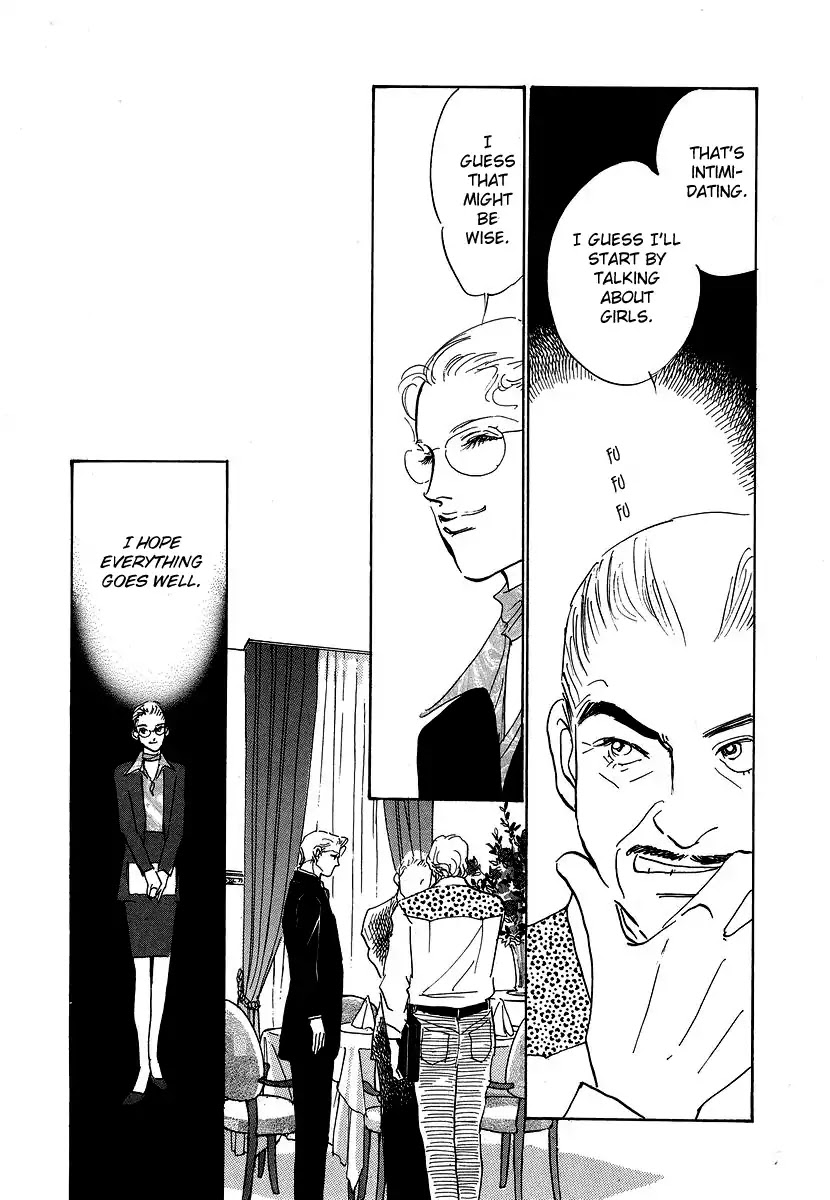 THAT'S
INTIMI-
DATING.
I GUESS I'LL
START BY
TALKING
ABOUT
GIRLS.
FU
FU
FU
I
GUESS
THAT
MIGHT
BE
WISE.
I HOPE
EVERYTHING
GOES WELL.